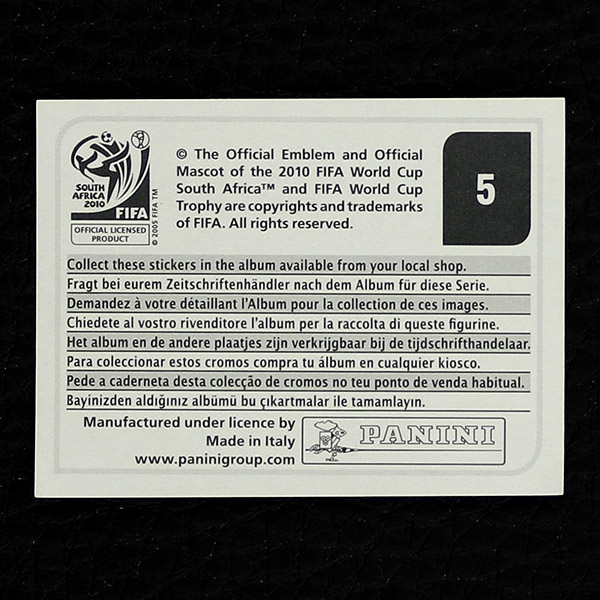 SOUTH
AFRICA
2010
FIFA
OFFICIAL LICENSED
PRODUCT
© 2005 FIFA TM
© The Official Emblem and Official
Mascot of the 2010 FIFA World Cup
South Africa™ and FIFA World Cup
Trophy are copyrights and trademarks
of FIFA. All rights reserved.
5
Collect these stickers in the album available from your local shop.
Fragt bei eurem Zeitschriftenhändler nach dem Album für diese Serie.
Demandez à votre détaillant l'Album pour la collection de ces images.
Chiedete al vostro rivenditore l'album per la raccolta di queste figurine.
Het album en de andere plaatjes zijn verkrijgbaar bij de tijdschrifthandelaar.
Para coleccionar estos cromos compra tu álbum en cualquier kiosco.
Pede a caderneta desta colecção de cromos no teu ponto de venda habitual.
Bayinizden aldığınız albümü bu çıkartmalar ile tamamlayın.
Manufactured under licence by
Made in Italy
www.paninigroup.com
PANINI